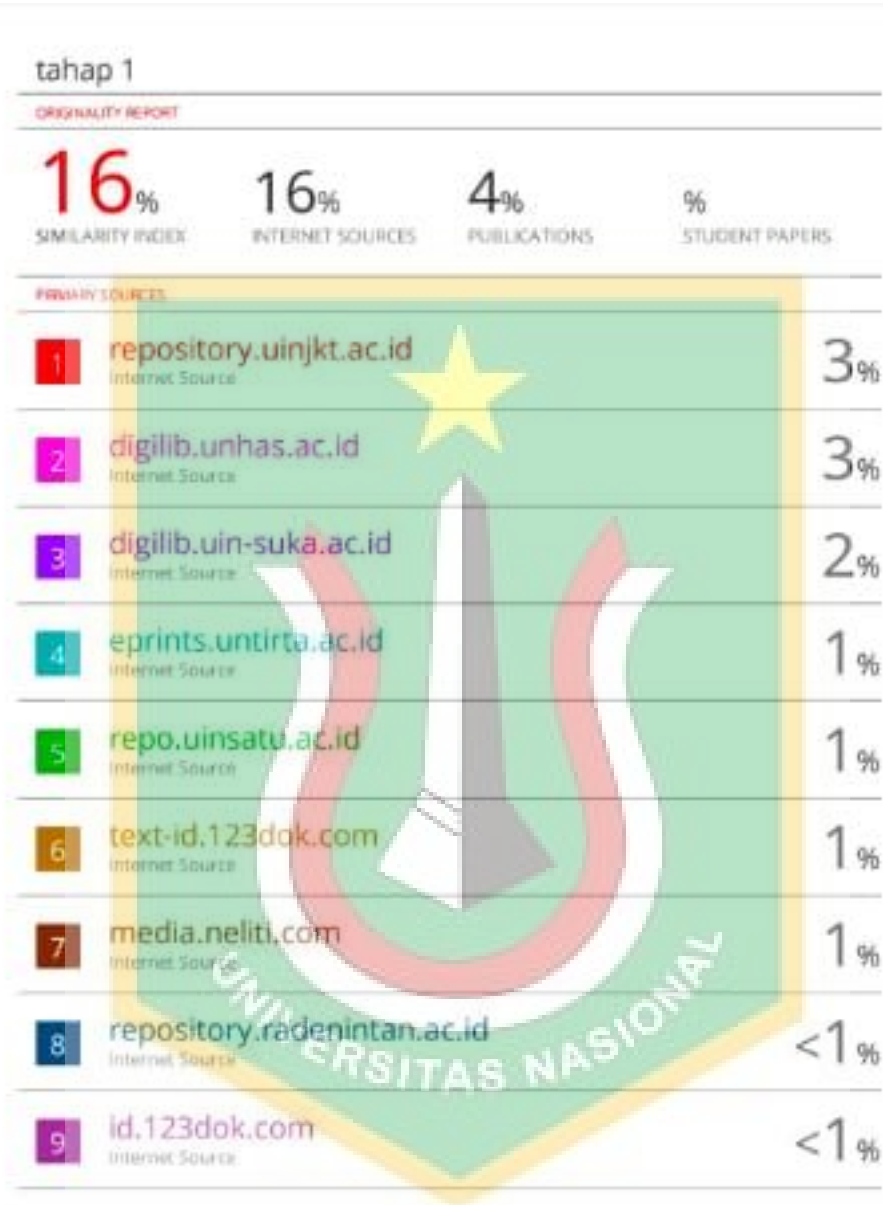 tahap 1
ORIGINALITY REPORT
16% 16% 4% %
SIMILARITY INDEX INTERNET SOURCES PUBLICATIONS STUDENT PAPERS
PRIMARY SOURCES
1 repository.uinjkt.ac.id 3%
Internet Source
2 digilib.unhas.ac.id 3%
Internet Source
3 digilib.uin-suka.ac.id 2%
Internet Source
4 eprints.untirta.ac.id 1%
Internet Source
5 repo.uinsatu.ac.id 1%
Internet Source
6 text-id.123dok.com 1%
Internet Source
7 media.neliti.com 1%
Internet Source
8 repository.radenintan.ac.id <1%
Internet Source
9 id.123dok.com <1%
Internet Source
UNIVERSITAS NASIONAL